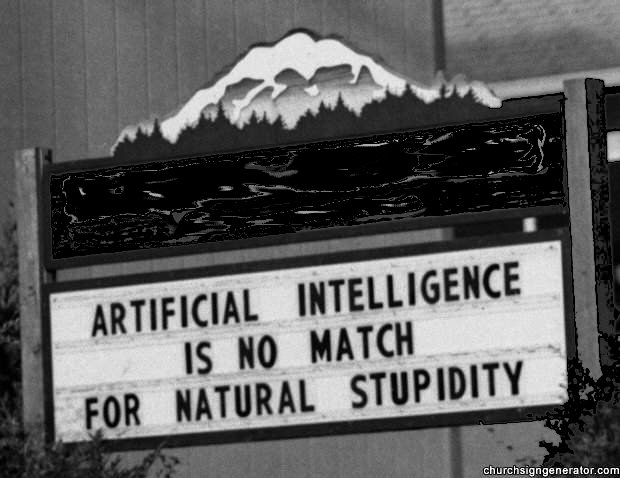 ARTIFICIAL INTELLIGENCE
IS NO MATCH
FOR NATURAL STUPIDITY
churchsigngenerator.com